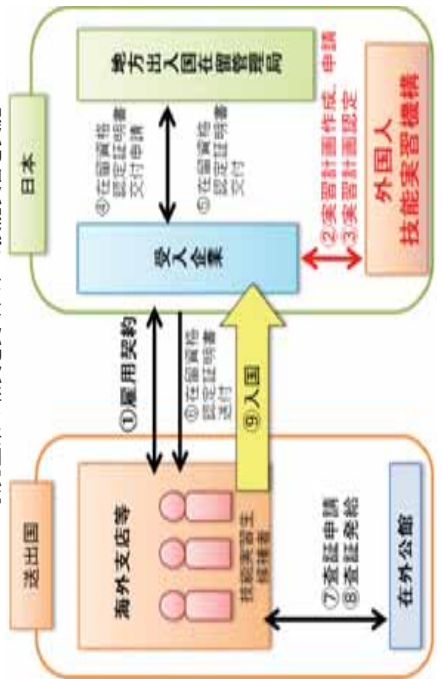 送出国
海外支店等
技能実習生
候補者
在外公館
⑦査証申請
⑧査証発給
①雇用契約
⑥在留資格
認定証明書
送付
⑨入国
日本
受入企業
④在留資格
認定証明書
交付申請
⑤在留資格
認定証明書
交付
地方出入国在留管理局
②実習計画作成、申請
③実習計画認定
外国人
技能実習機構